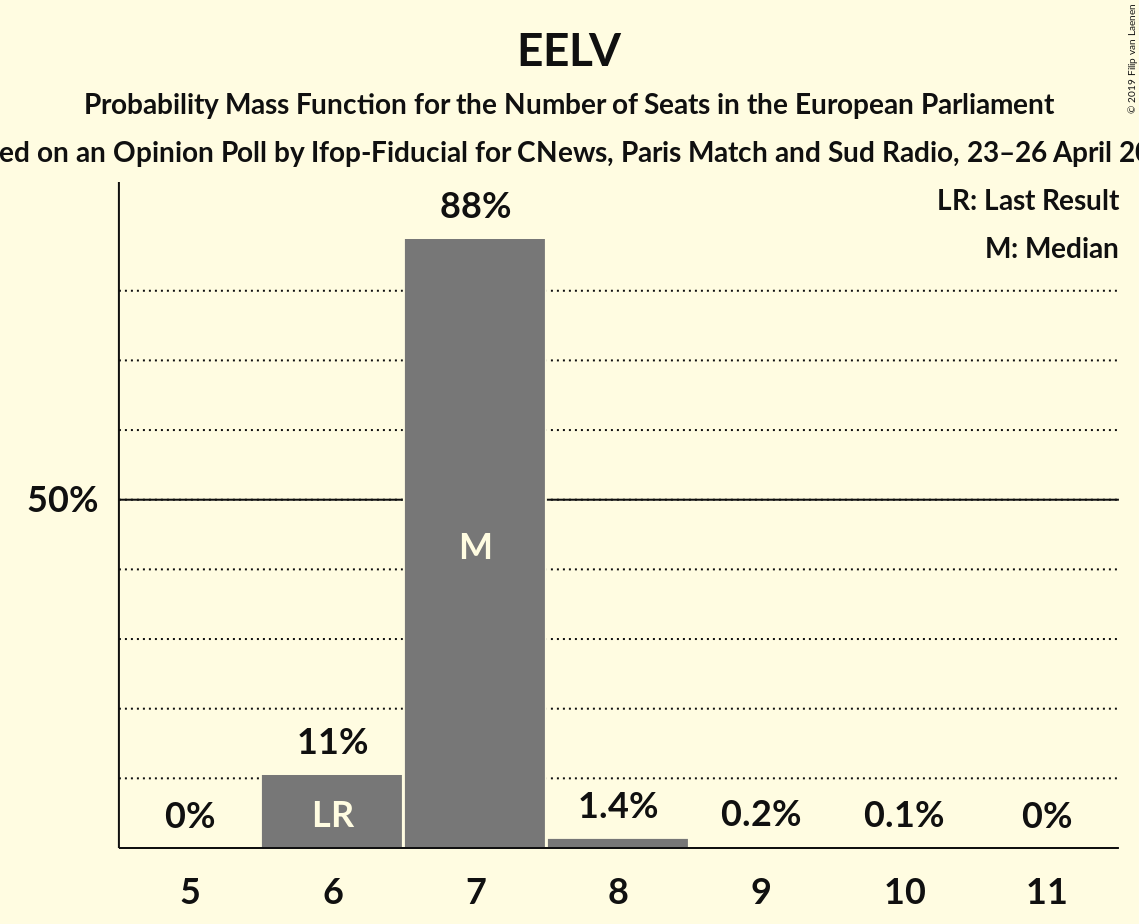 EELV
Probability Mass Function for the Number of Seats in the European Parliament
ed on an Opinion Poll by Ifop-Fiducial for CNews, Paris Match and Sud Radio, 23–26 April 20
© 2019 Filip van Laenen
LR: Last Result
M: Median
88%
50%
M
11%
LR
0%
1.4%
0.2%
0.1%
0%
5 6 7 8 9 10 11